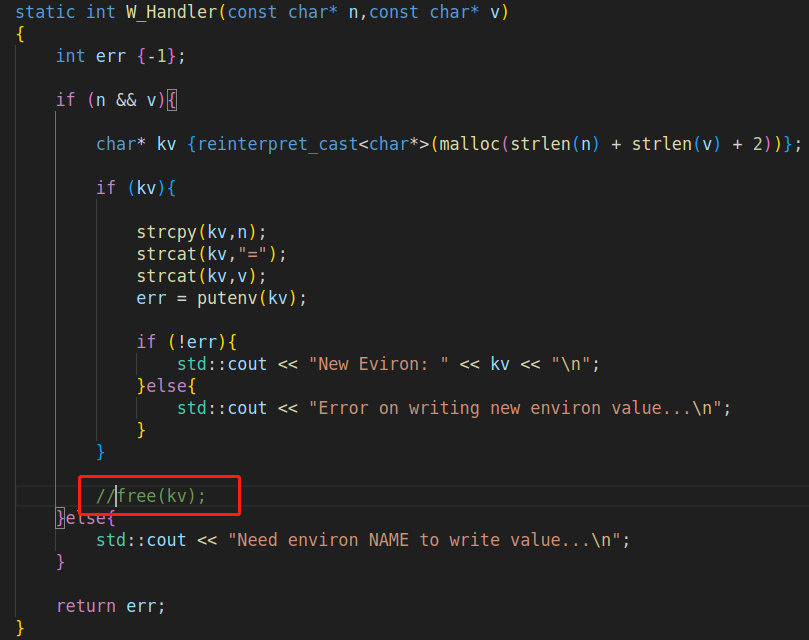 static int W_Handler(const char* n,const char* v)
{
    int err {-1};
    if (n && v){
        char* kv {reinterpret_cast<char*>(malloc(strlen(n) + strlen(v) + 2))};
        if (kv){
            strcpy(kv,n);
            strcat(kv,"=");
            strcat(kv,v);
            err = putenv(kv);
            if (!err){
                std::cout << "New Eviron: " << kv << "\n";
            }else{
                std::cout << "Error on writing new environ value...\n";
            }
        }
        //free(kv);
    }else{
        std::cout << "Need environ NAME to write value...\n";
    }
    return err;
}